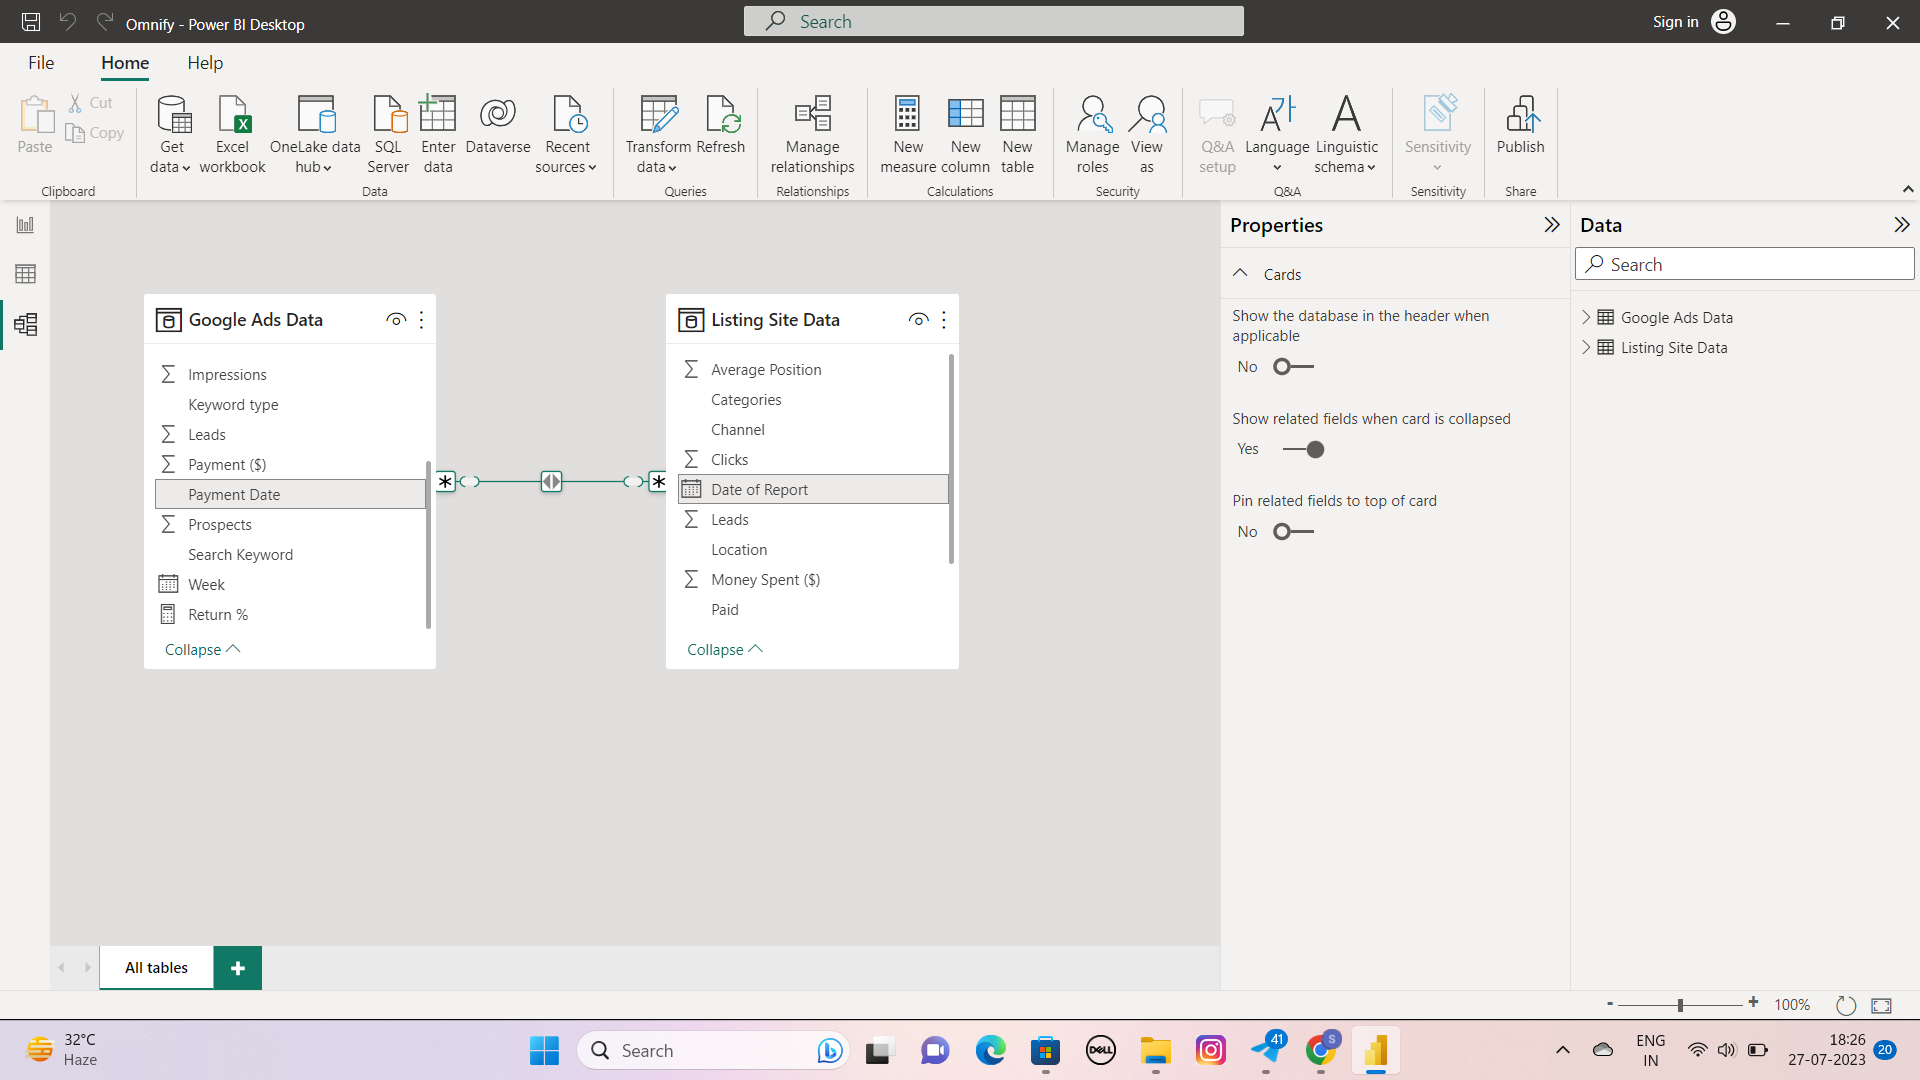 Omnify - Power BI Desktop
Search
Sign in
File
Home
Help
Paste
Cut
Copy
Clipboard
Get data
Excel workbook
OneLake data hub
SQL Server
Enter data
Dataverse
Recent sources
Data
Transform data
Refresh
Queries
Manage relationships
Relationships
New measure
New column
New table
Calculations
Manage roles
View as
Security
Q&A setup
Language
Linguistic schema
Q&A
Sensitivity
Sensitivity
Publish
Share
Google Ads Data
Impressions
Keyword type
Leads
Payment ($)
Payment Date
Prospects
Search Keyword
Week
Return %
Collapse
Listing Site Data
Average Position
Categories
Channel
Clicks
Date of Report
Leads
Location
Money Spent ($)
Paid
Collapse
Properties
Cards
Show the database in the header when
applicable
No
Show related fields when card is collapsed
Yes
Pin related fields to top of card
No
Data
Search
Google Ads Data
Listing Site Data
All tables
+
- + 100%
32°C
Haze
Search
DELL
41
S
ENG
IN
18:26
27-07-2023
20